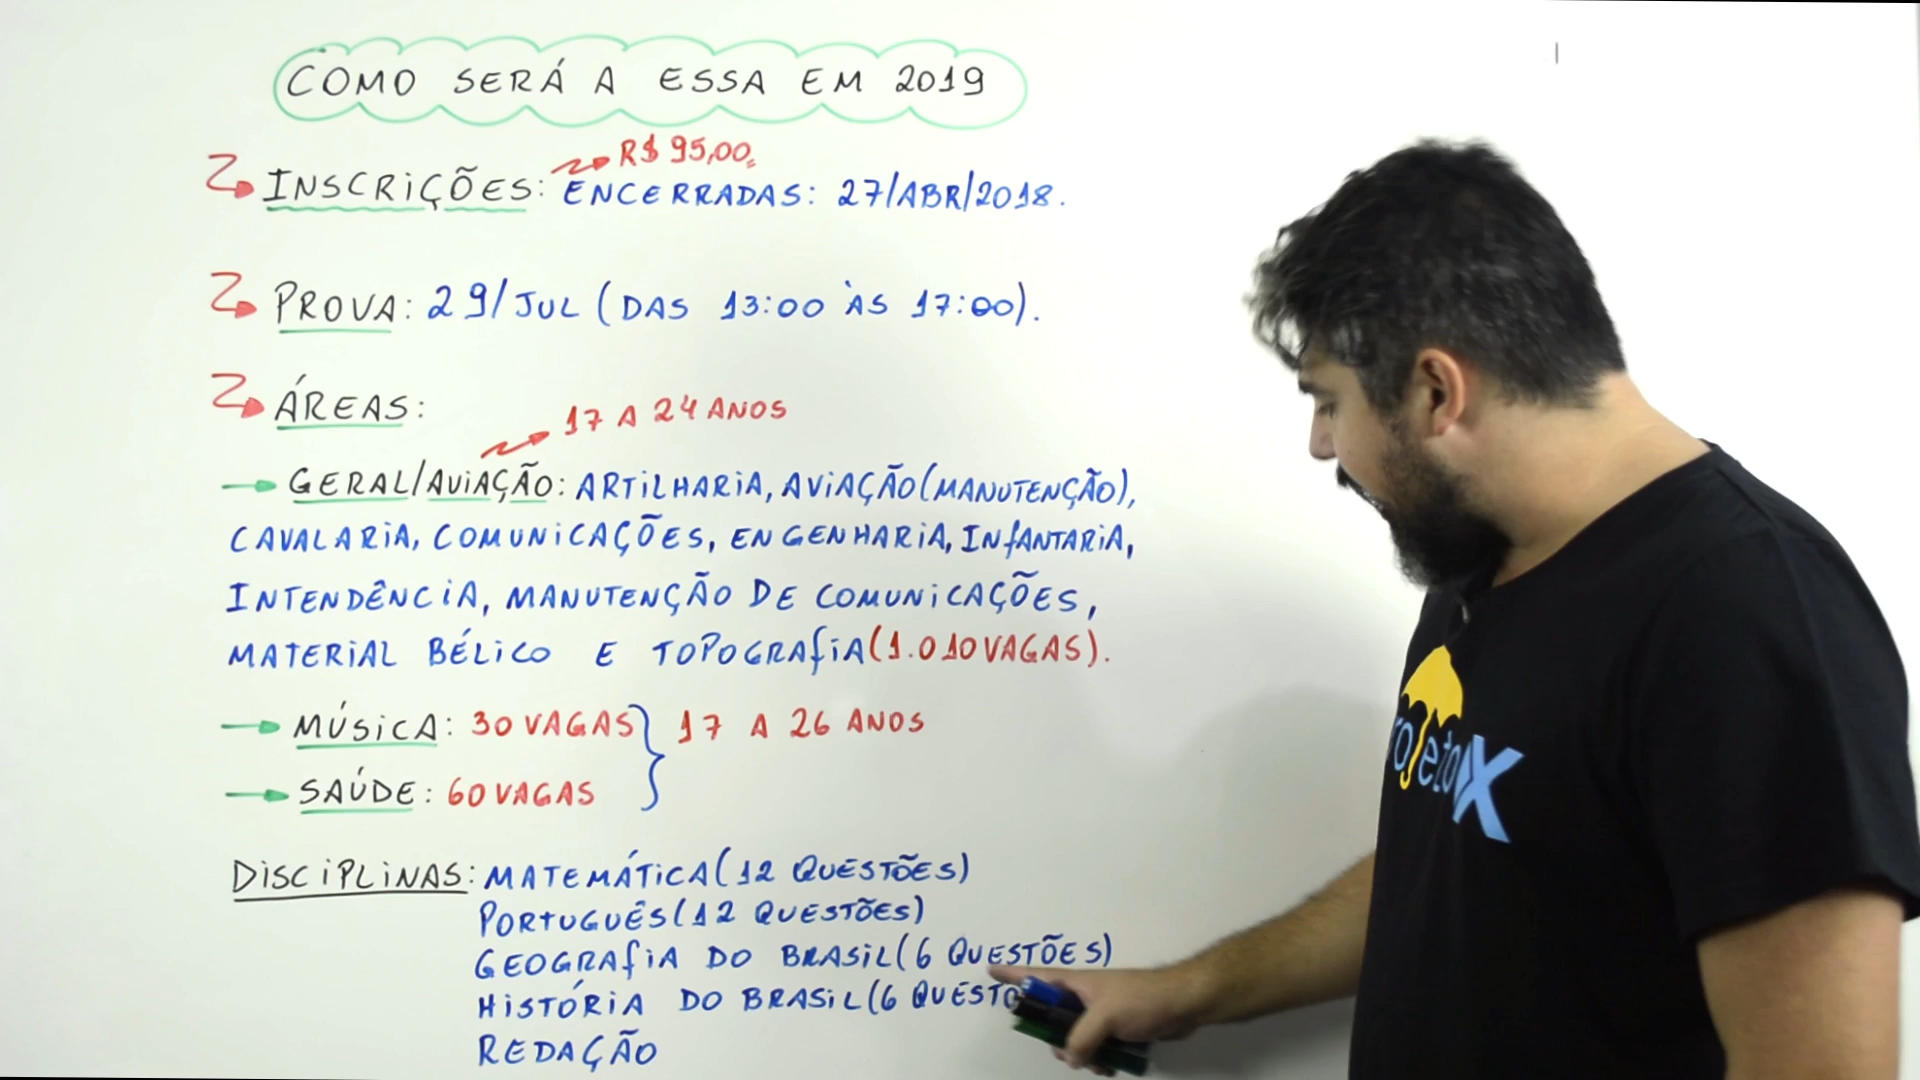 COMO SERÁ A ESSA EM 2019
R$ 95,00
INSCRIÇÕES: ENCERRADAS: 27/ABR/2018.
PROVA: 29/JUL (DAS 13:00 ÀS 17:00).
ÁREAS:
17 A 24 ANOS
GERAL/AVIAÇÃO: ARTILHARIA, AVIAÇÃO (MANUTENÇÃO),
CAVALARIA, COMUNICAÇÕES, ENGENHARIA, INFANTARIA,
INTENDÊNCIA, MANUTENÇÃO DE COMUNICAÇÕES,
MATERIAL BÉLICO E TOPOGRAFIA (1.010 VAGAS).
MÚSICA: 30 VAGAS
17 A 26 ANOS
SAÚDE: 60 VAGAS
DISCIPLINAS: MATEMÁTICA (12 QUESTÕES)
PORTUGUÊS (12 QUESTÕES)
GEOGRAFIA DO BRASIL (6 QUESTÕES)
HISTÓRIA DO BRASIL (6 QUESTO
REDAÇÃO
rojeto X